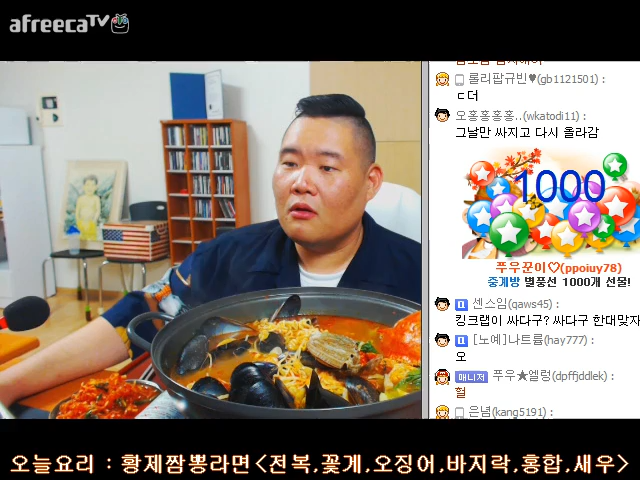 afreecaTV
롤리팝규빈♥(gb1121501) :
ㄷ더
오홍홍홍홍..(wkatodi11) :
그날만 싸지고 다시 올라감
1000
푸우꾼이♡(ppoiuy78)
중계방 별풍선 1000개 선물!
센스임(qaws45) :
킹크랩이 싸다구? 싸다구 한대맞자
[노예]나트륨(hay777) :
오
매니저 푸우★엘렁(dpffjddlek) :
헐
은념(kang5191) :
오늘요리 : 황제짬뽕라면<전복,꽃게,오징어,바지락,홍합,새우>